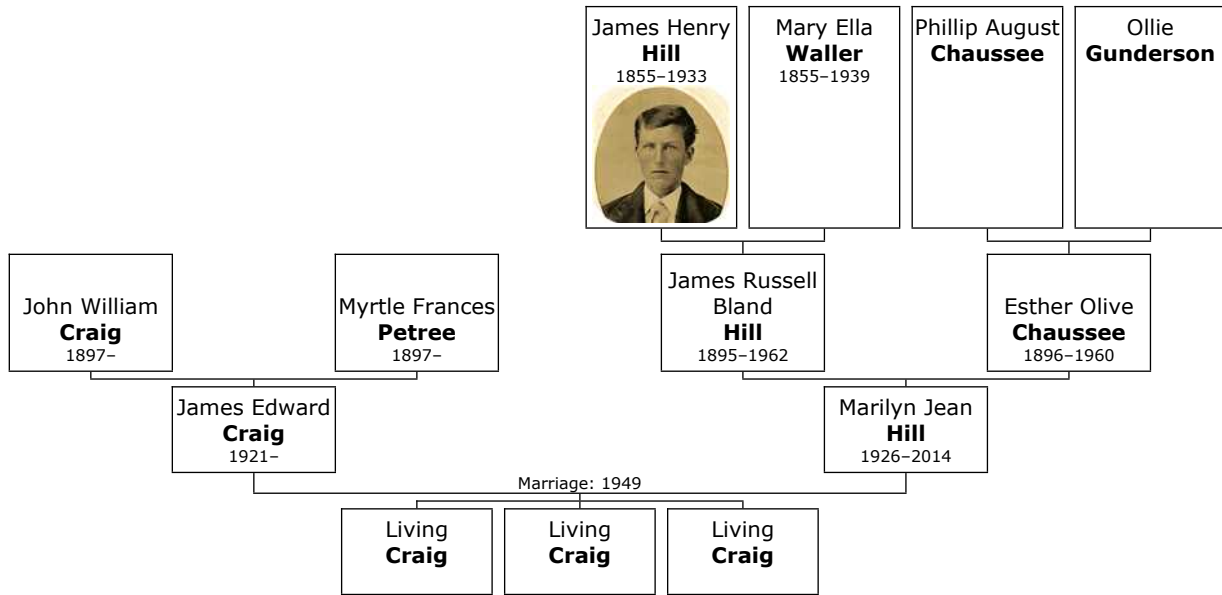 James Henry
Hill
1855–1933
Mary Ella
Waller
1855–1939
Phillip August
Chaussee
Ollie
Gunderson
John William
Craig
1897–
Myrtle Frances
Petree
1897–
James Russell
Bland
Hill
1895–1962
Esther Olive
Chaussee
1896–1960
James Edward
Craig
1921–
Marilyn Jean
Hill
1926–2014
Marriage: 1949
Living
Craig
Living
Craig
Living
Craig